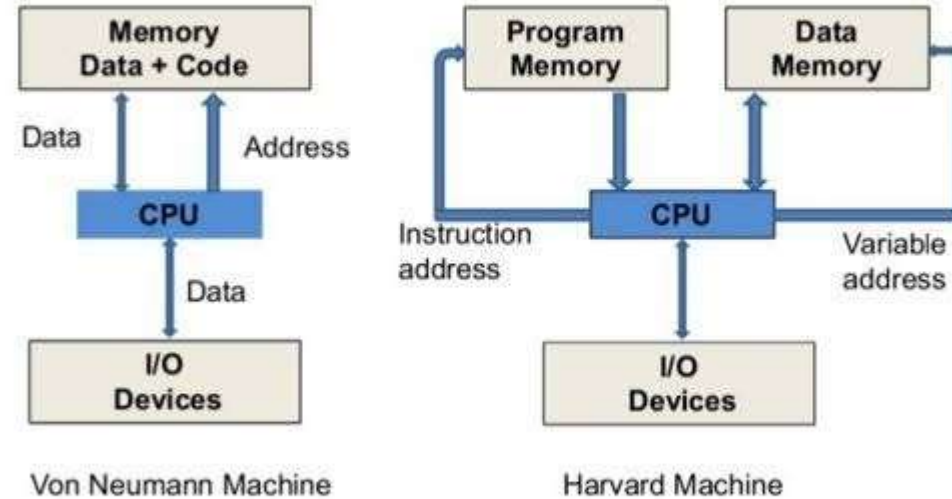 Memory
Data + Code
Data
Address
CPU
Data
I/O
Devices
Von Neumann Machine
Program
Memory
Data
Memory
CPU
Instruction
address
Variable
address
I/O
Devices
Harvard Machine